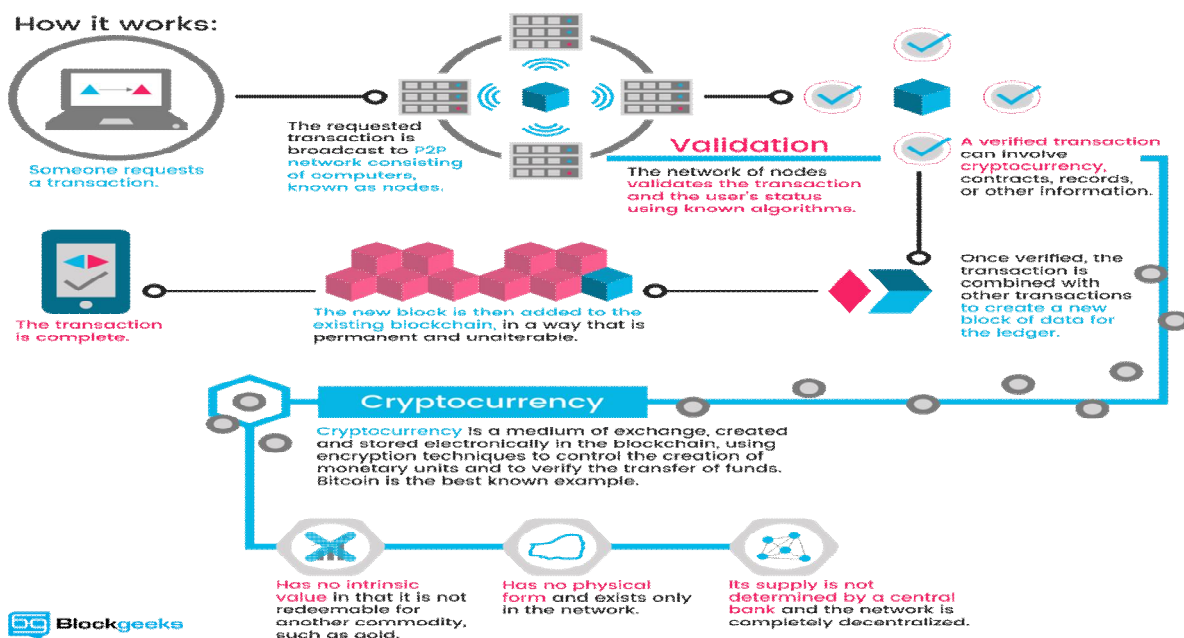 How it works:
Someone requests
a transaction.
The requested
transaction is
broadcast to P2P
network consisting
of computers,
known as nodes.
Validation
The network of nodes
validates the transaction
and the user's status
using known algorithms.
A verified transaction
can involve
cryptocurrency,
contracts, records,
or other information.
Once verified, the
transaction is
combined with
other transactions
to create a new
block of data for
the ledger.
The new block is then added to the
existing blockchain, in a way that is
permanent and unalterable.
The transaction
is complete.
Cryptocurrency
Cryptocurrency is a medium of exchange, created
and stored electronically in the blockchain, using
encryption techniques to control the creation of
monetary units and to verify the transfer of funds.
Bitcoin is the best known example.
Has no intrinsic
value in that it is not
redeemable for
another commodity,
such as gold.
Has no physical
form and exists only
in the network.
Its supply is not
determined by a central
bank and the network is
completely decentralized.
bg Blockgeeks